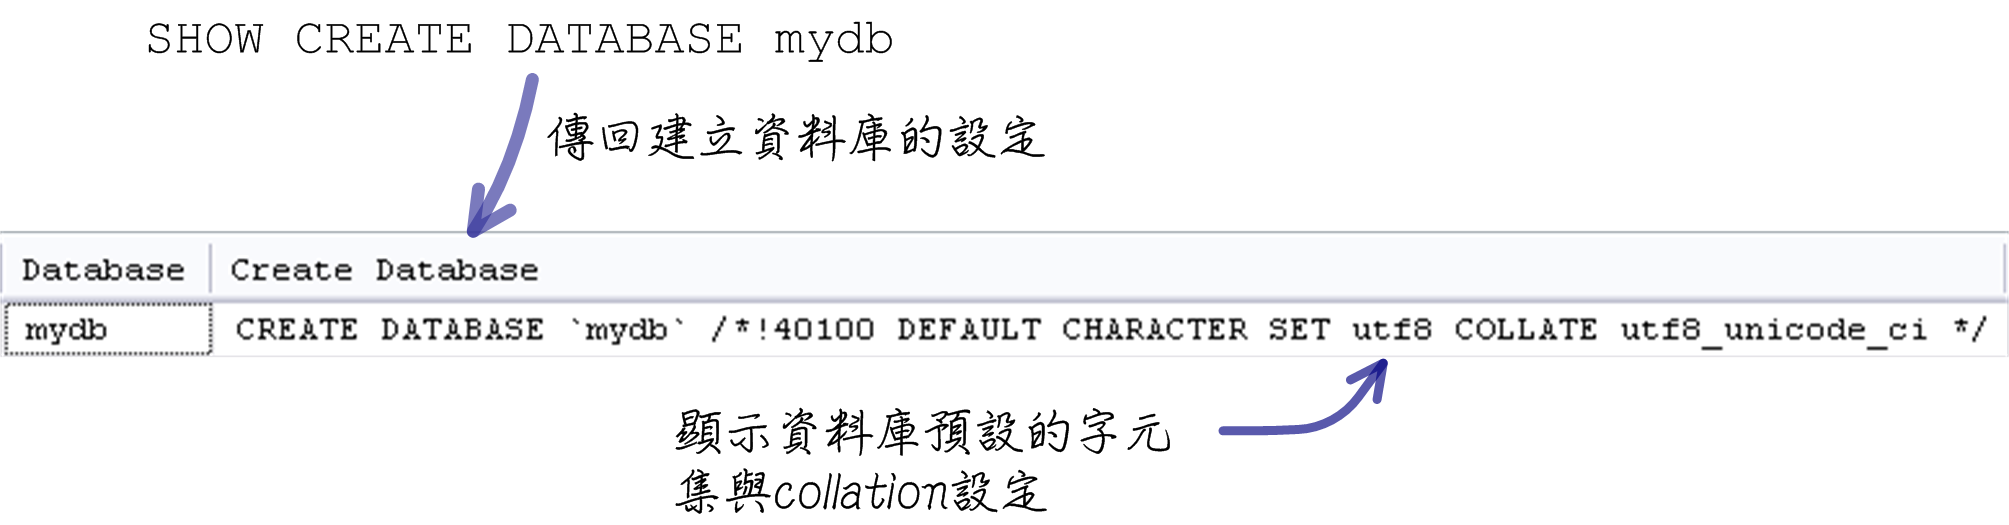 SHOW CREATE DATABASE mydb
傳回建立資料庫的設定
Database Create Database
mydb CREATE DATABASE `mydb` /*!40100 DEFAULT CHARACTER SET utf8 COLLATE utf8_unicode_ci */
顯示資料庫預設的字元
集與collation設定